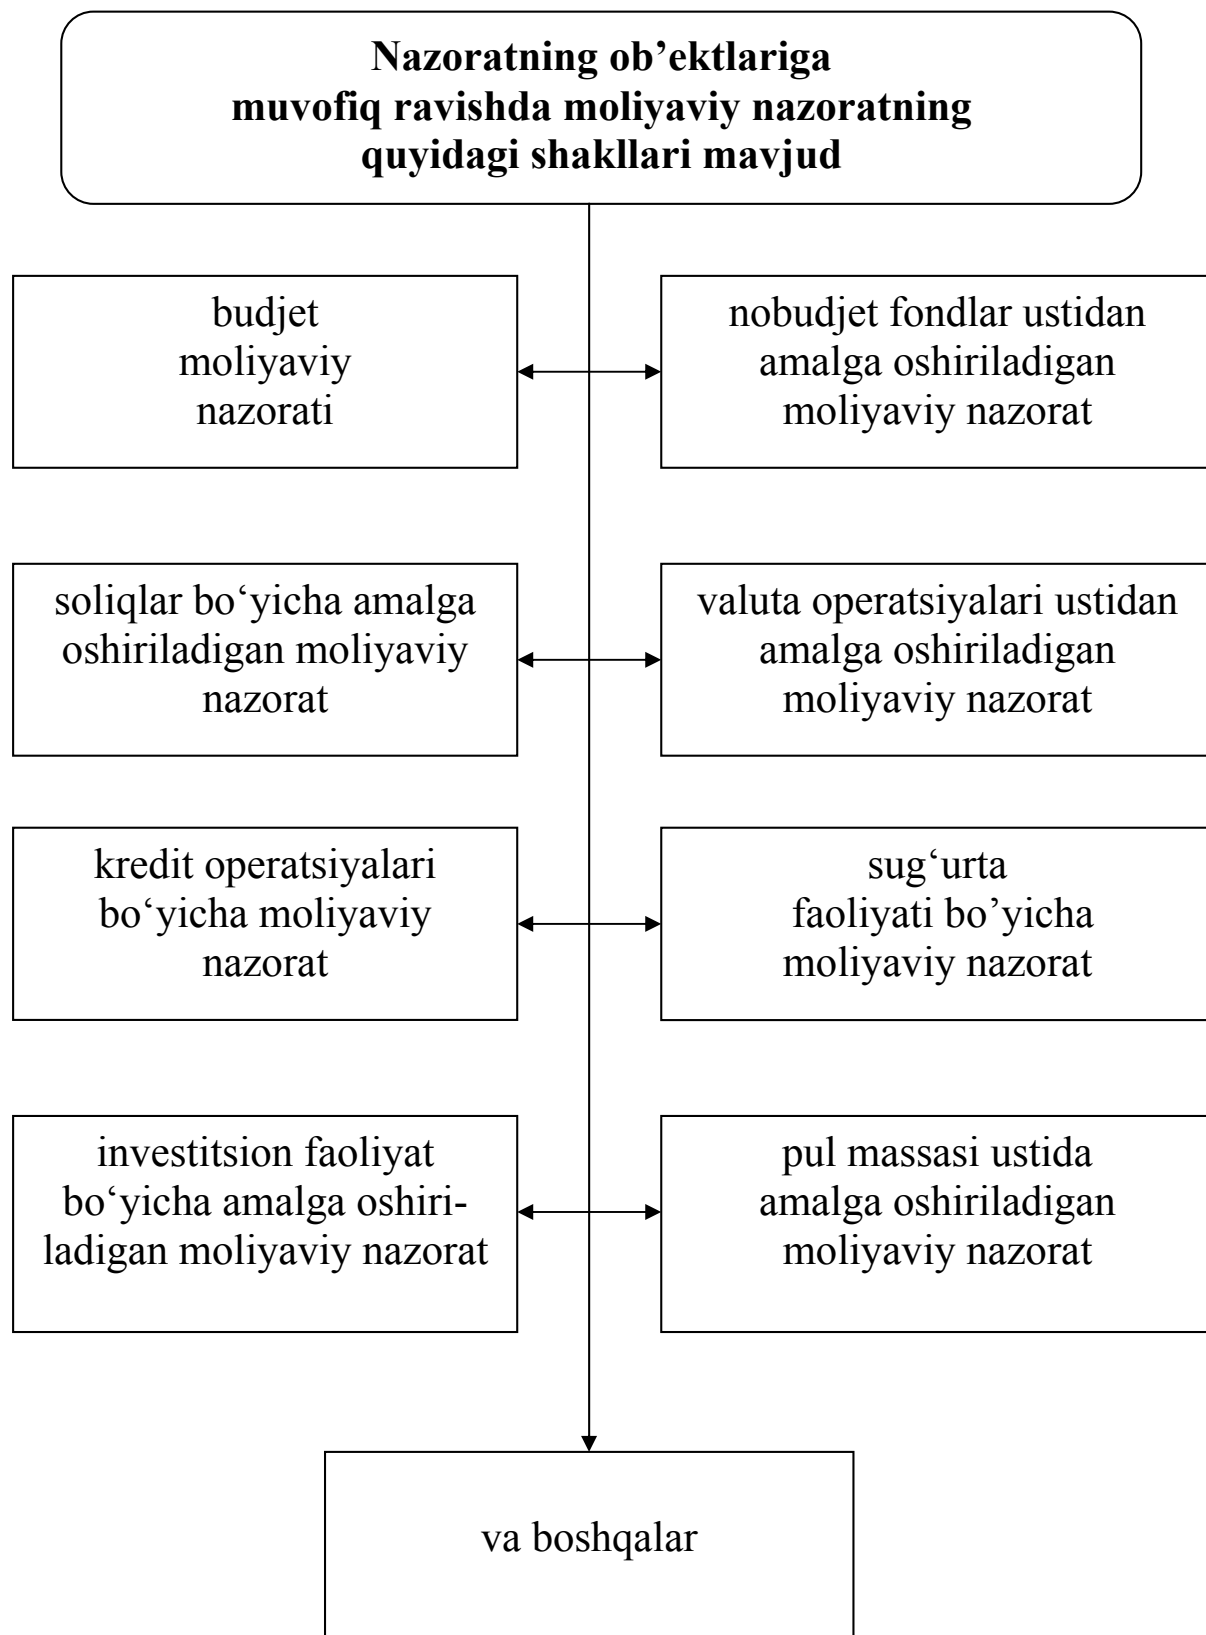 Nazoratning ob’ektlariga
muvofiq ravishda moliyaviy nazoratning
quyidagi shakllari mavjud
budjet
moliyaviy
nazorati
nobudjet fondlar ustidan
amalga oshiriladigan
moliyaviy nazorat
soliqlar bo‘yicha amalga
oshiriladigan moliyaviy
nazorat
valuta operatsiyalari ustidan
amalga oshiriladigan
moliyaviy nazorat
kredit operatsiyalari
bo‘yicha moliyaviy
nazorat
sug‘urta
faoliyati bo’yicha
moliyaviy nazorat
investitsion faoliyat
bo‘yicha amalga oshiri-
ladigan moliyaviy nazorat
pul massasi ustida
amalga oshiriladigan
moliyaviy nazorat
va boshqalar